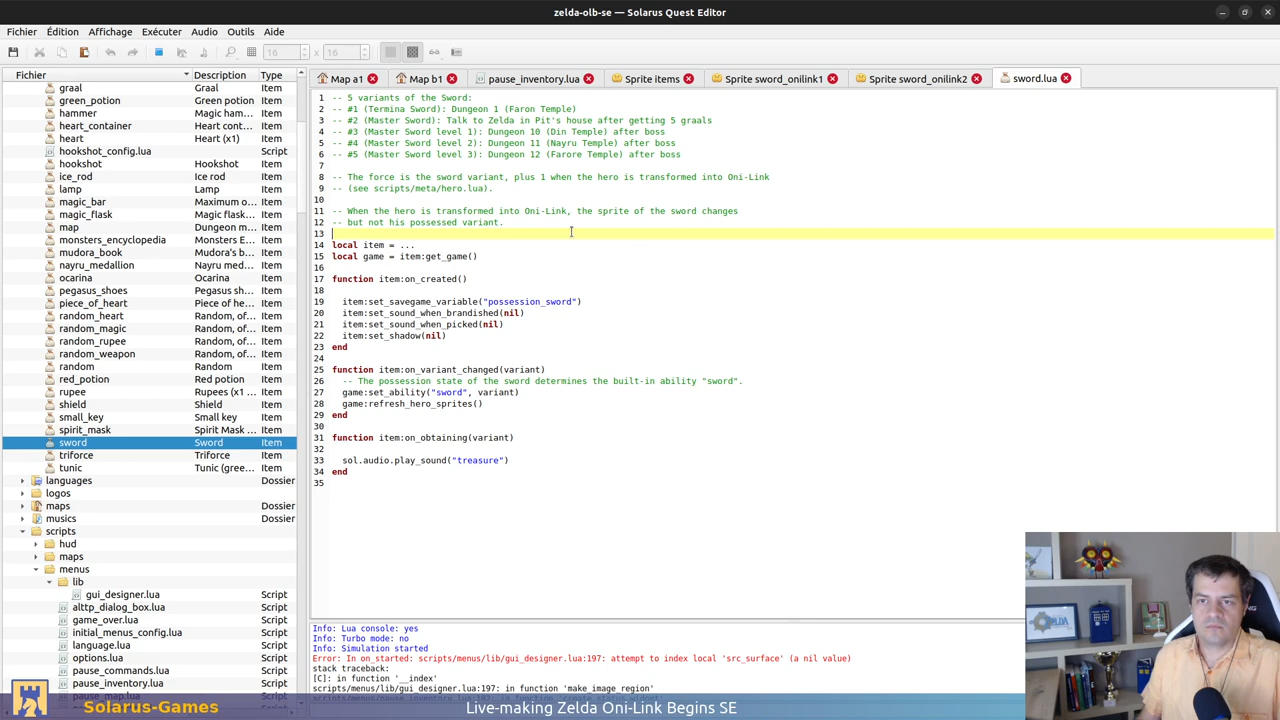 zelda-olb-se — Solarus Quest Editor
Fichier Édition Affichage Exécuter Audio Outils Aide
16 x 16
Fichier Description Type
graal Graal Item
green_potion Green potion Item
hammer Magic ham... Item
heart_container Heart cont... Item
heart Heart (x1) Item
hookshot_config.lua Script
hookshot Hookshot Item
ice_rod Ice rod Item
lamp Lamp Item
magic_bar Maximum o... Item
magic_flask Magic flask... Item
map Dungeon m... Item
monsters_encyclopedia Monsters E... Item
mudora_book Mudora's b... Item
nayru_medallion Nayru med... Item
ocarina Ocarina Item
pegasus_shoes Pegasus sh... Item
piece_of_heart Piece of he... Item
random_heart Random, of... Item
random_magic Random, of... Item
random_rupee Random, of... Item
random_weapon Random, of... Item
random Random Item
red_potion Red potion Item
rupee Rupees (x1 ... Item
shield Shield Item
small_key Small key Item
spirit_mask Spirit Mask ... Item
sword Sword Item
triforce Triforce Item
tunic Tunic (gree... Item
languages Dossier
logos Dossier
maps Dossier
musics Dossier
scripts Dossier
hud Dossier
maps Dossier
menus Dossier
lib Dossier
gui_designer.lua Script
alttp_dialog_box.lua Script
game_over.lua Script
initial_menus_config.lua Script
language.lua Script
options.lua Script
pause_commands.lua Script
pause_inventory.lua Script
pause_map.lua Script
Map a1 Map b1 pause_inventory.lua Sprite items Sprite sword_onilink1 Sprite sword_onilink2 sword.lua
1 -- 5 variants of the Sword:
2 -- #1 (Termina Sword): Dungeon 1 (Faron Temple)
3 -- #2 (Master Sword): Talk to Zelda in Pit's house after getting 5 graals
4 -- #3 (Master Sword level 1): Dungeon 10 (Din Temple) after boss
5 -- #4 (Master Sword level 2): Dungeon 11 (Nayru Temple) after boss
6 -- #5 (Master Sword level 3): Dungeon 12 (Farore Temple) after boss
7
8 -- The force is the sword variant, plus 1 when the hero is transformed into Oni-Link
9 -- (see scripts/meta/hero.lua).
10
11 -- When the hero is transformed into Oni-Link, the sprite of the sword changes
12 -- but not his possessed variant.
13
14 local item = ...
15 local game = item:get_game()
16
17 function item:on_created()
18
19 item:set_savegame_variable("possession_sword")
20 item:set_sound_when_brandished(nil)
21 item:set_sound_when_picked(nil)
22 item:set_shadow(nil)
23 end
24
25 function item:on_variant_changed(variant)
26 -- The possession state of the sword determines the built-in ability "sword".
27 game:set_ability("sword", variant)
28 game:refresh_hero_sprites()
29 end
30
31 function item:on_obtaining(variant)
32
33 sol.audio.play_sound("treasure")
34 end
35
Info: Lua console: yes
Info: Turbo mode: no
Info: Simulation started
Error: In on_started: scripts/menus/lib/gui_designer.lua:197: attempt to index local 'src_surface' (a nil value)
stack traceback:
[C]: in function '__index'
scripts/menus/lib/gui_designer.lua:197: in function 'make_image_region'
Solarus-Games
Live-making Zelda Oni-Link Begins SE